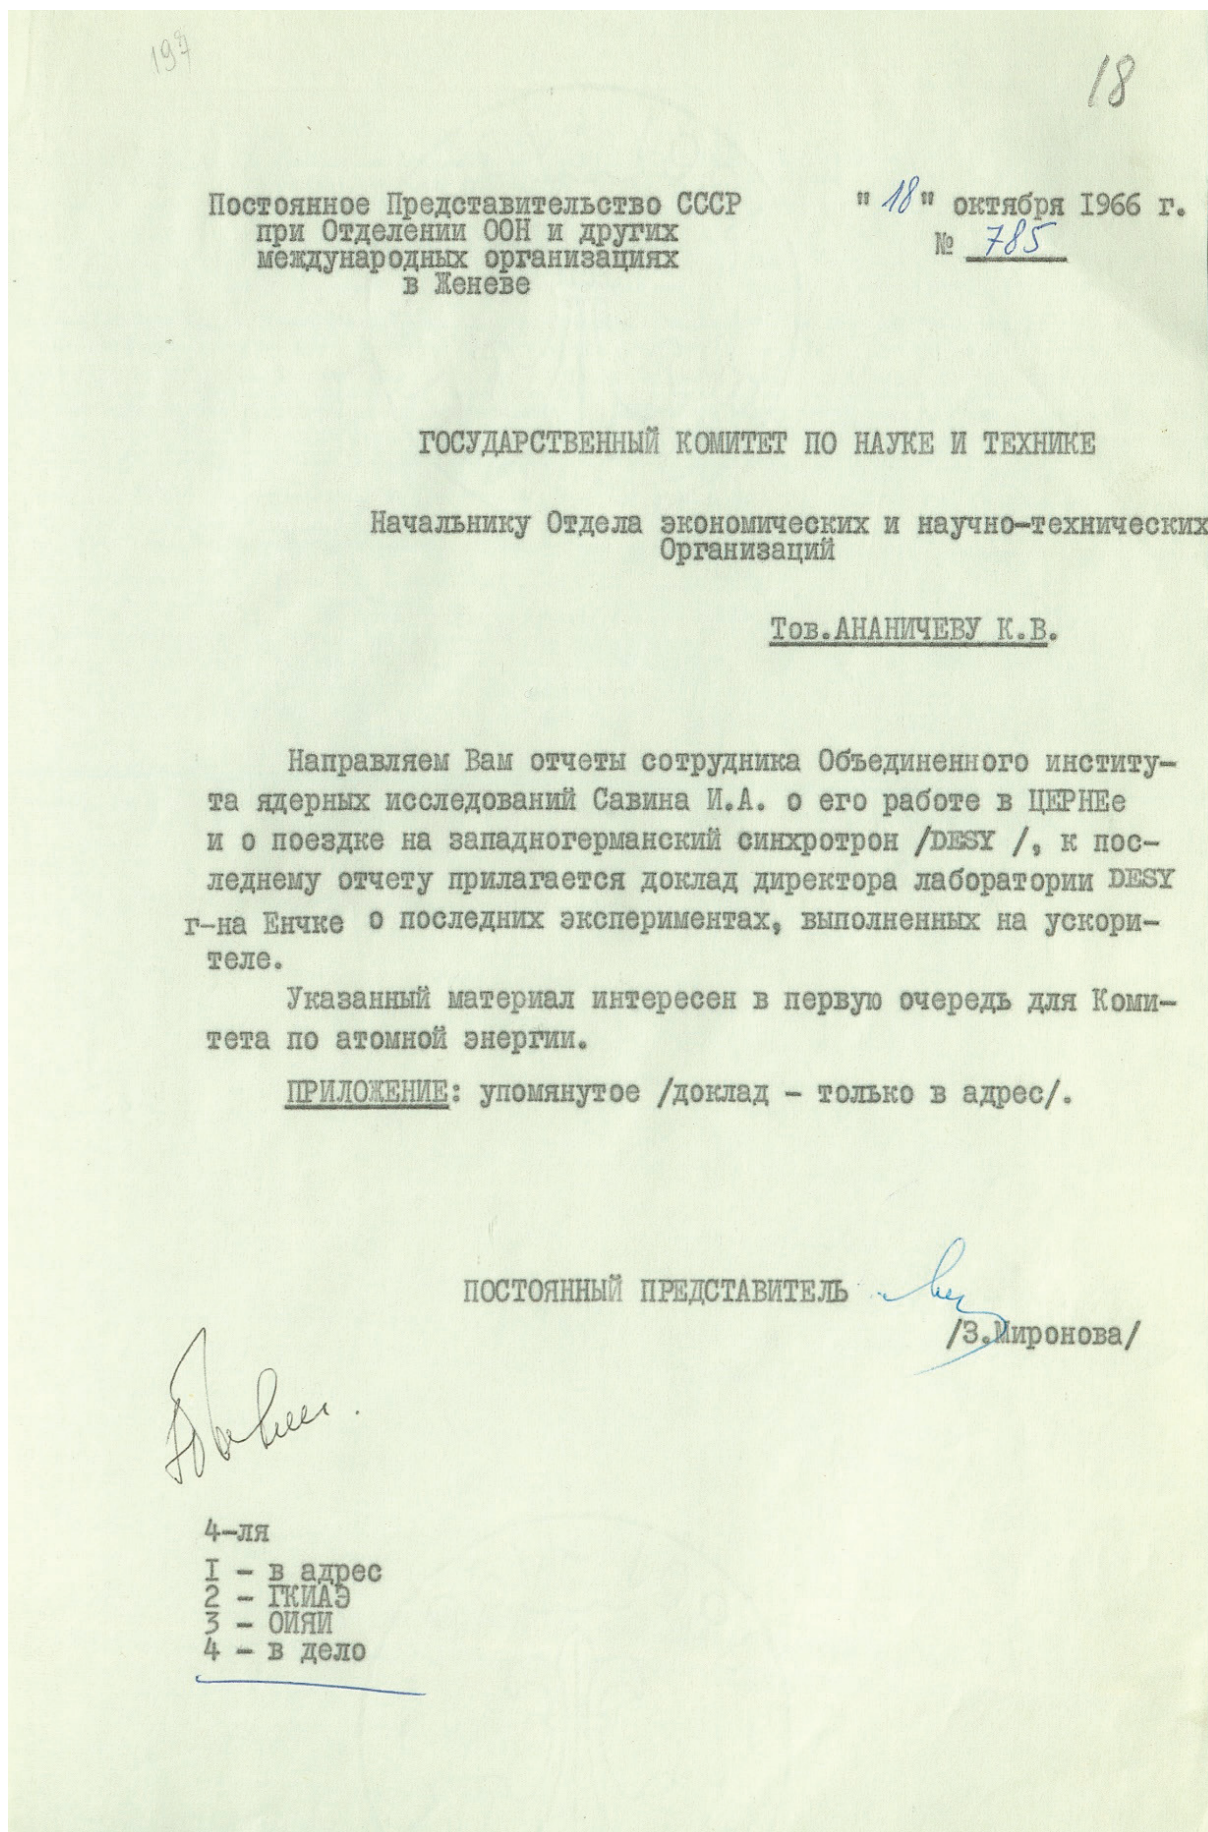 18
Постоянное Представительство СССР
при Отделении ООН и других
международных организациях
в Женеве
"18" октября 1966 г.
№ 785
ГОСУДАРСТВЕННЫЙ КОМИТЕТ ПО НАУКЕ И ТЕХНИКЕ
Начальнику Отдела экономических и научно-технических
Организаций
Тов.АНАНИЧЕВУ К.В.
Направляем Вам отчеты сотрудника Объединенного институ-
та ядерных исследований Савина И.А. о его работе в ЦЕРНЕе
и о поездке на западногерманский синхротрон /DESY /, к пос-
леднему отчету прилагается доклад директора лаборатории DESY
г-на Енчке о последних экспериментах, выполненных на ускори-
теле.
Указанный материал интересен в первую очередь для Коми-
тета по атомной энергии.
ПРИЛОЖЕНИЕ: упомянутое /доклад - только в адрес/.
ПОСТОЯННЫЙ ПРЕДСТАВИТЕЛЬ
/З.Миронова/
4-ля
I - в адрес
2 - ГКИАЭ
3 - ОИЯИ
4 - в дело